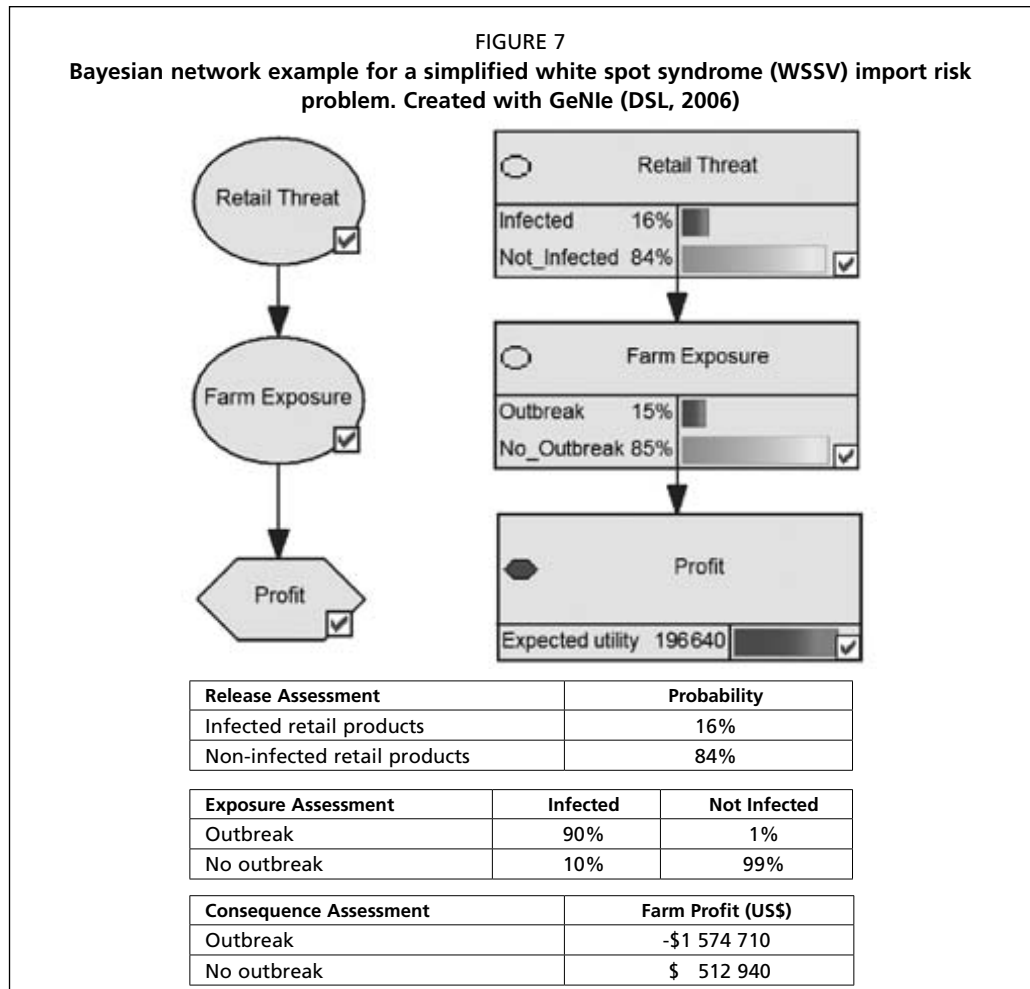 FIGURE 7
Bayesian network example for a simplified white spot syndrome (WSSV) import risk
problem. Created with GeNIe (DSL, 2006)
Retail Threat
Farm Exposure
Profit
Retail Threat
Infected 16%
Not_Infected 84%
Farm Exposure
Outbreak 15%
No_Outbreak 85%
Profit
Expected utility 196640
Release Assessment Probability
Infected retail products 16%
Non-infected retail products 84%
Exposure Assessment Infected Not Infected
Outbreak 90% 1%
No outbreak 10% 99%
Consequence Assessment Farm Profit (US$)
Outbreak -$1 574 710
No outbreak $ 512 940